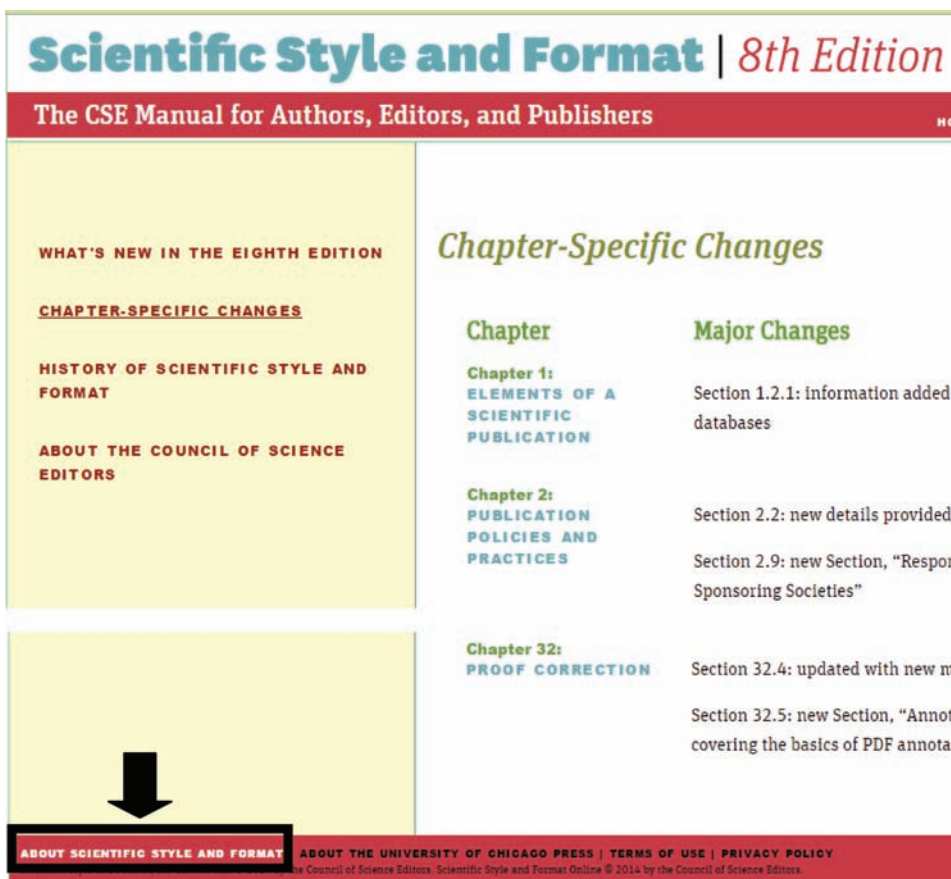 Scientific Style and Format | 8th Edition
The CSE Manual for Authors, Editors, and Publishers
WHAT'S NEW IN THE EIGHTH EDITION
CHAPTER-SPECIFIC CHANGES
HISTORY OF SCIENTIFIC STYLE AND
FORMAT
ABOUT THE COUNCIL OF SCIENCE
EDITORS
Chapter-Specific Changes
Chapter Major Changes
Chapter 1:
ELEMENTS OF A
SCIENTIFIC
PUBLICATION
Section 1.2.1: information added
databases
Chapter 2:
PUBLICATION
POLICIES AND
PRACTICES
Section 2.2: new details provided
Section 2.9: new Section, “Respon
Sponsoring Societies”
Chapter 32:
PROOF CORRECTION
Section 32.4: updated with new m
Section 32.5: new Section, “Annot
covering the basics of PDF annota
ABOUT SCIENTIFIC STYLE AND FORMAT ABOUT THE UNIVERSITY OF CHICAGO PRESS | TERMS OF USE | PRIVACY POLICY
the Council of Science Editors. Scientific Style and Format Online © 2014 by the Council of Science Editors.